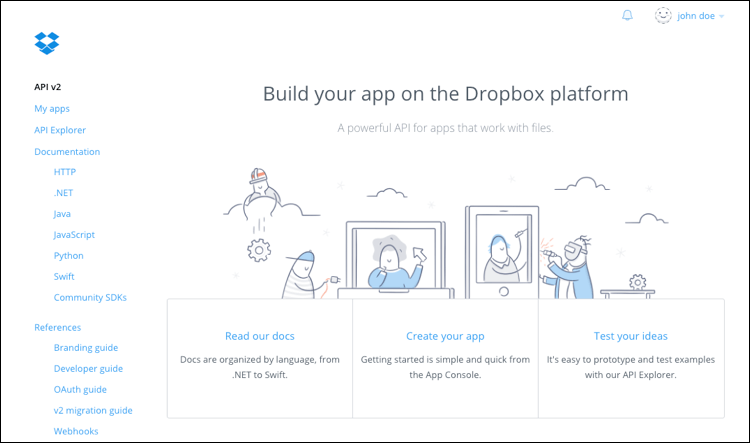 john doe
API v2
My apps
API Explorer
Documentation
HTTP
.NET
Java
JavaScript
Python
Swift
Community SDKs
References
Branding guide
Developer guide
OAuth guide
v2 migration guide
Webhooks
Build your app on the Dropbox platform
A powerful API for apps that work with files.
Read our docs
Docs are organized by language, from
.NET to Swift.
Create your app
Getting started is simple and quick from
the App Console.
Test your ideas
It's easy to prototype and test examples
with our API Explorer.